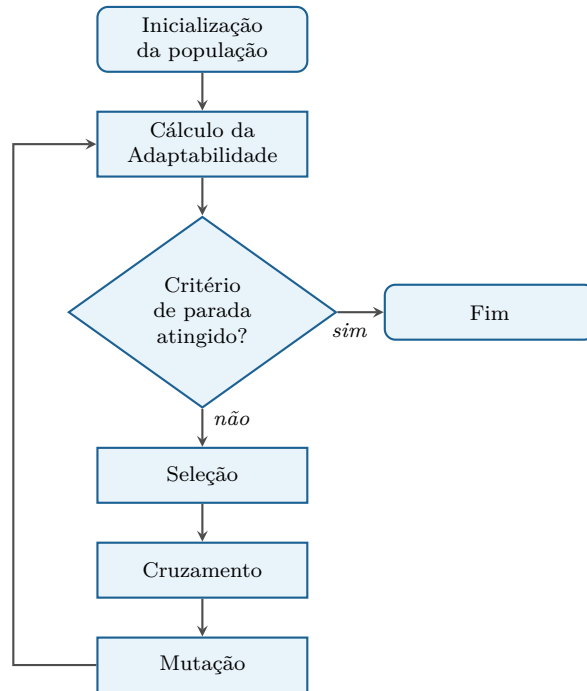 Inicialização
da população
Cálculo da
Adaptabilidade
Critério
de parada
atingido?
sim
Fim
não
Seleção
Cruzamento
Mutação